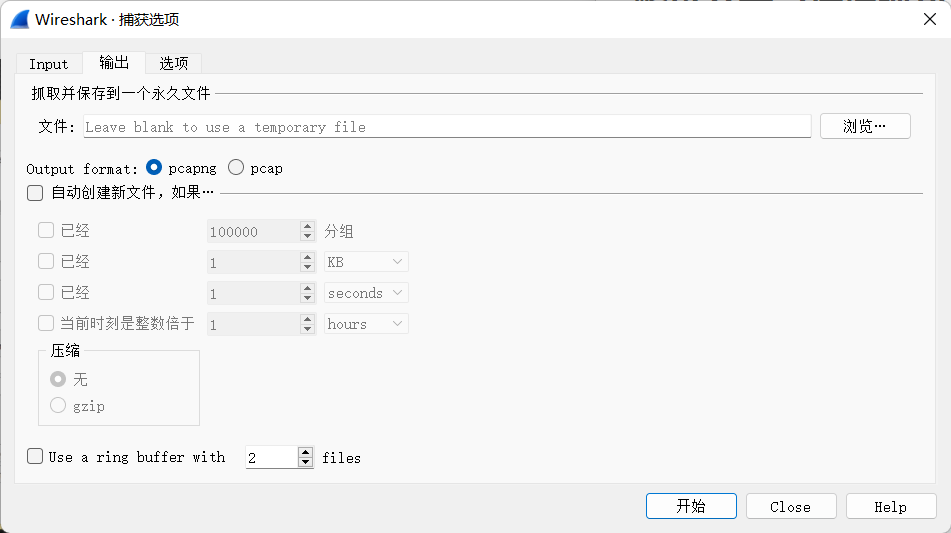 Wireshark · 捕获选项
Input 输出 选项
抓取并保存到一个永久文件
文件: Leave blank to use a temporary file 浏览…
Output format: pcapng pcap
自动创建新文件，如果…
已经 100000 分组
已经 1 KB
已经 1 seconds
当前时刻是整数倍于 1 hours
压缩
无
gzip
Use a ring buffer with 2 files
开始 Close Help